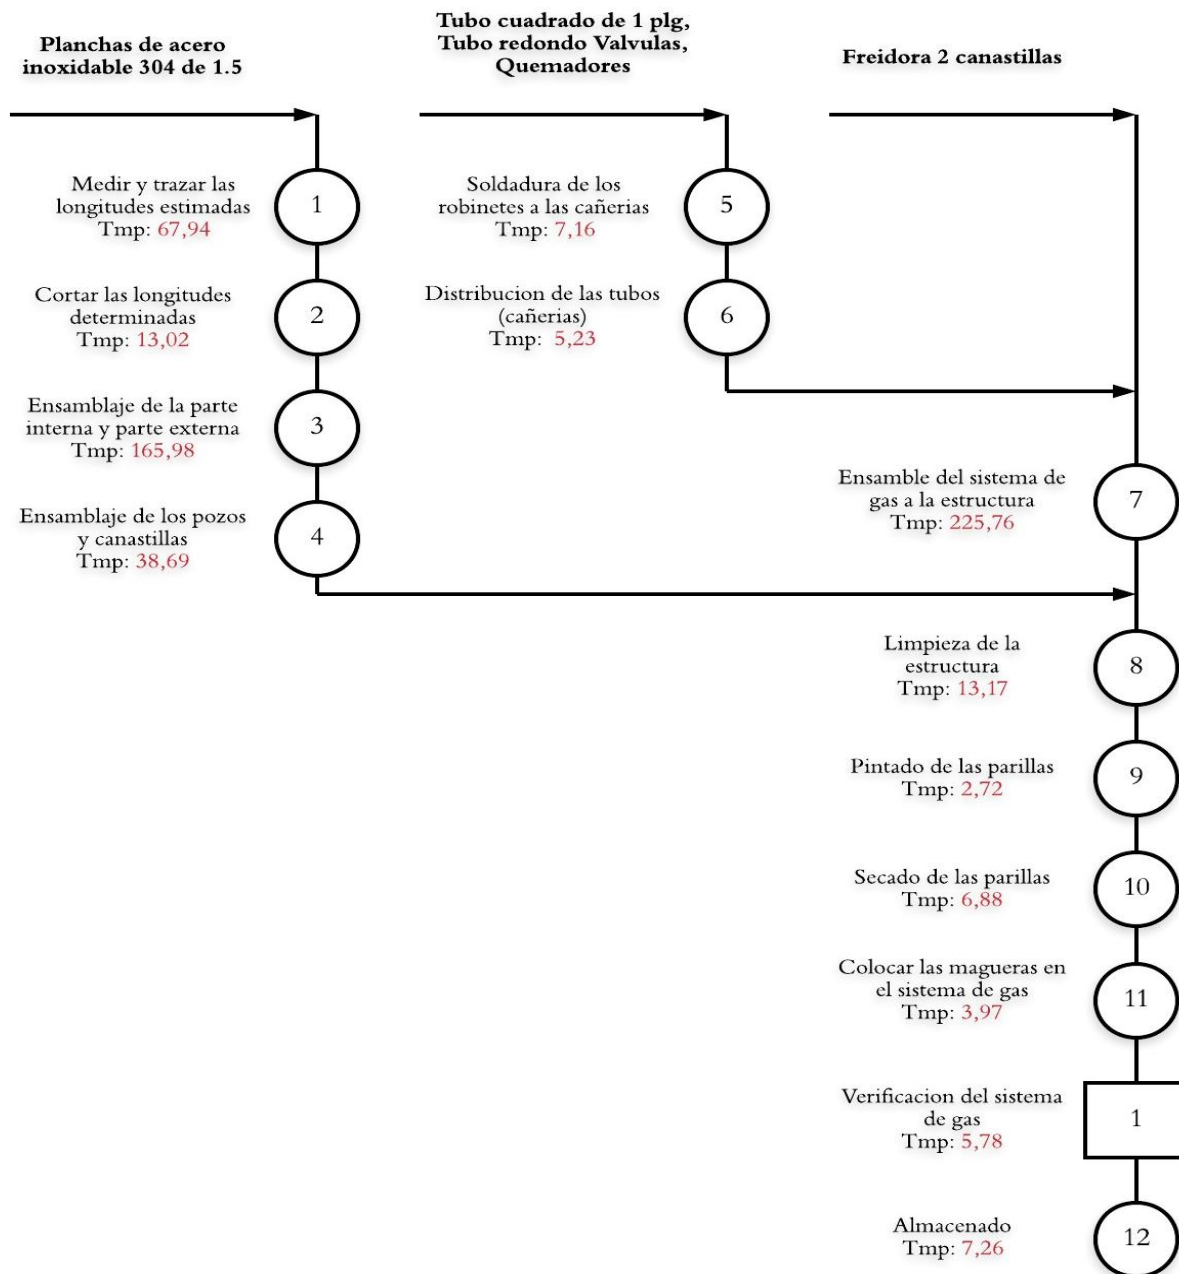 Planchas de acero
inoxidable 304 de 1.5
Medir y trazar las
longitudes estimadas
Tmp: 67,94
1
Cortar las longitudes
determinadas
Tmp: 13,02
2
Ensamblaje de la parte
interna y parte externa
Tmp: 165,98
3
Ensamblaje de los pozos
y canastillas
Tmp: 38,69
4
Tubo cuadrado de 1 plg,
Tubo redondo Valvulas,
Quemadores
Soldadura de los
robinetes a las cañerias
Tmp: 7,16
5
Distribucion de las tubos
(cañerias)
Tmp: 5,23
6
Freidora 2 canastillas
Ensamble del sistema de
gas a la estructura
Tmp: 225,76
7
Limpieza de la
estructura
Tmp: 13,17
8
Pintado de las parillas
Tmp: 2,72
9
Secado de las parillas
Tmp: 6,88
10
Colocar las magueras en
el sistema de gas
Tmp: 3,97
11
Verificacion del sistema
de gas
Tmp: 5,78
1
Almacenado
Tmp: 7,26
12